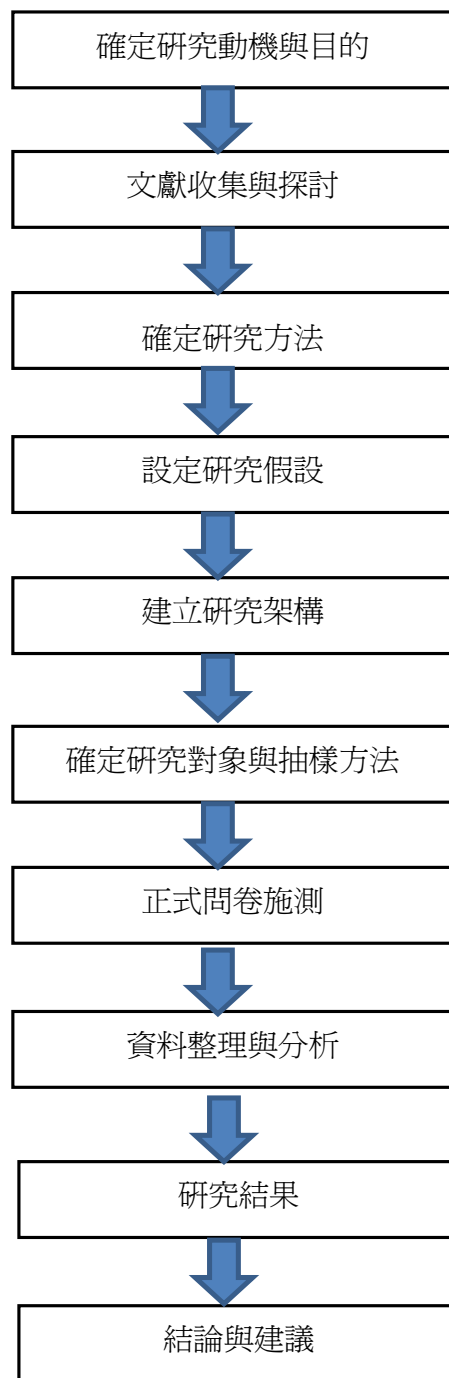 確定研究動機與目的
文獻收集與探討
確定研究方法
設定研究假設
建立研究架構
確定研究對象與抽樣方法
正式問卷施測
資料整理與分析
研究結果
結論與建議